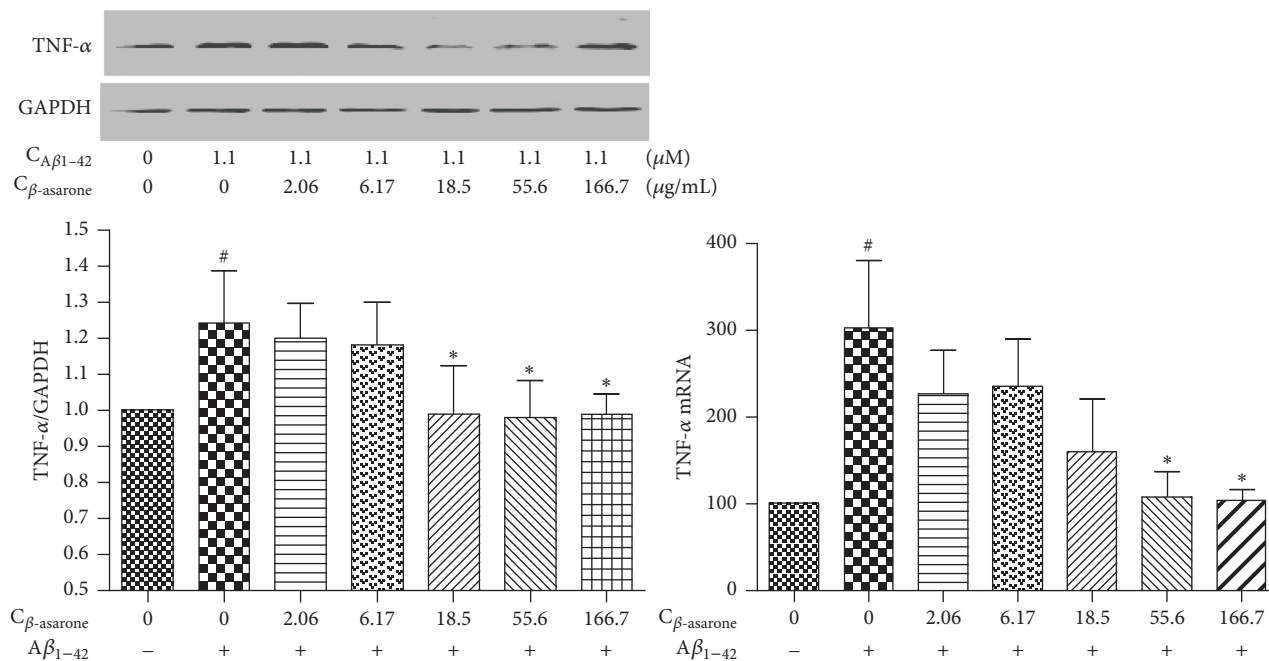 TNF-α
GAPDH
C Aβ1–42 0 1.1 1.1 1.1 1.1 1.1 1.1 (μM)
C β-asarone 0 0 2.06 6.17 18.5 55.6 166.7 (μg/mL)
TNF-α/GAPDH
1.5
1.4
1.3
1.2
1.1
1.0
0.9
0.8
0.7
0.6
0.5
#
*
*
*
C β-asarone 0 0 2.06 6.17 18.5 55.6 166.7
Aβ1–42 – + + + + + +
TNF-α mRNA
400
300
200
100
0
#
*
*
C β-asarone 0 0 2.06 6.17 18.5 55.6 166.7
Aβ1–42 – + + + + + +